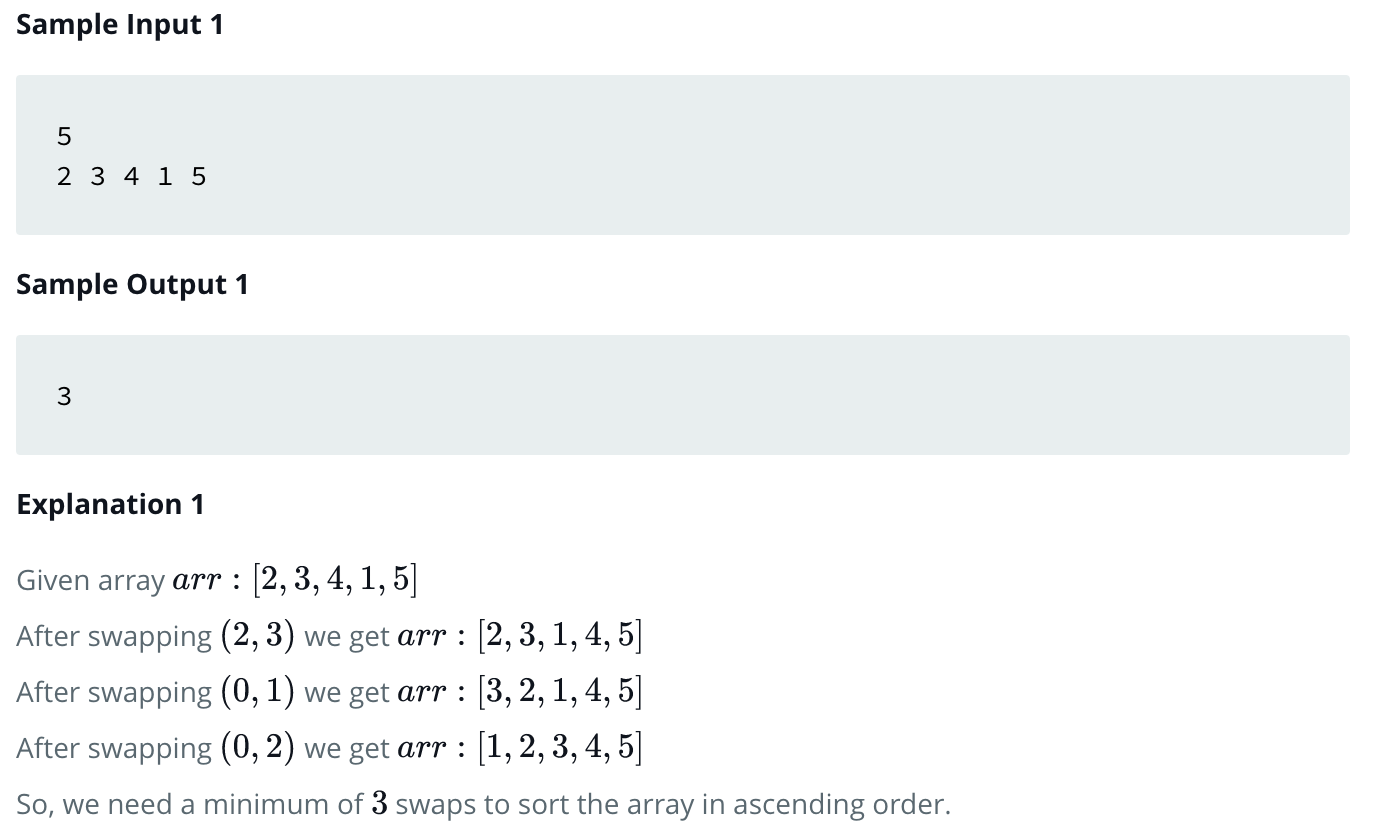 Sample Input 1
5
2 3 4 1 5
Sample Output 1
3
Explanation 1
Given array arr : [2, 3, 4, 1, 5]
After swapping (2, 3) we get arr : [2, 3, 1, 4, 5]
After swapping (0, 1) we get arr : [3, 2, 1, 4, 5]
After swapping (0, 2) we get arr : [1, 2, 3, 4, 5]
So, we need a minimum of 3 swaps to sort the array in ascending order.